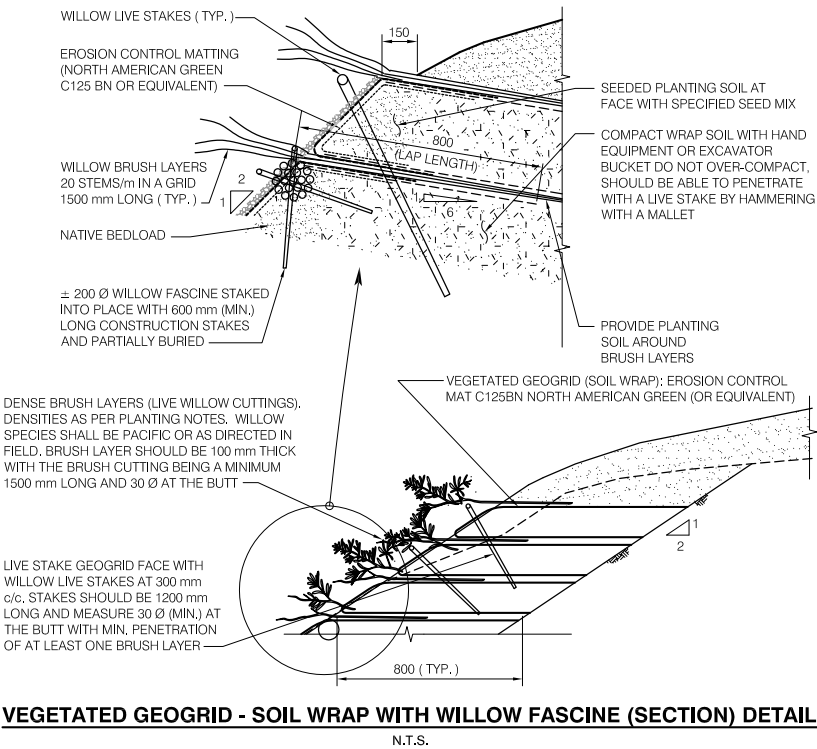 WILLOW LIVE STAKES ( TYP. )
150
EROSION CONTROL MATTING
(NORTH AMERICAN GREEN
C125 BN OR EQUIVALENT)
SEEDED PLANTING SOIL AT
FACE WITH SPECIFIED SEED MIX
800
(LAP LENGTH)
COMPACT WRAP SOIL WITH HAND
EQUIPMENT OR EXCAVATOR
BUCKET DO NOT OVER-COMPACT,
SHOULD BE ABLE TO PENETRATE
WITH A LIVE STAKE BY HAMMERING
WITH A MALLET
WILLOW BRUSH LAYERS
20 STEMS/m IN A GRID
1500 mm LONG ( TYP. )
2
1
1
6
NATIVE BEDLOAD
± 200 Ø WILLOW FASCINE STAKED
INTO PLACE WITH 600 mm (MIN.)
LONG CONSTRUCTION STAKES
AND PARTIALLY BURIED
PROVIDE PLANTING
SOIL AROUND
BRUSH LAYERS
VEGETATED GEOGRID (SOIL WRAP): EROSION CONTROL
MAT C125BN NORTH AMERICAN GREEN (OR EQUIVALENT)
DENSE BRUSH LAYERS (LIVE WILLOW CUTTINGS).
DENSITIES AS PER PLANTING NOTES. WILLOW
SPECIES SHALL BE PACIFIC OR AS DIRECTED IN
FIELD. BRUSH LAYER SHOULD BE 100 mm THICK
WITH THE BRUSH CUTTING BEING A MINIMUM
1500 mm LONG AND 30 Ø AT THE BUTT
1
2
LIVE STAKE GEOGRID FACE WITH
WILLOW LIVE STAKES AT 300 mm
c/c. STAKES SHOULD BE 1200 mm
LONG AND MEASURE 30 Ø (MIN.) AT
THE BUTT WITH MIN. PENETRATION
OF AT LEAST ONE BRUSH LAYER
800 ( TYP. )
VEGETATED GEOGRID - SOIL WRAP WITH WILLOW FASCINE (SECTION) DETAIL
N.T.S.